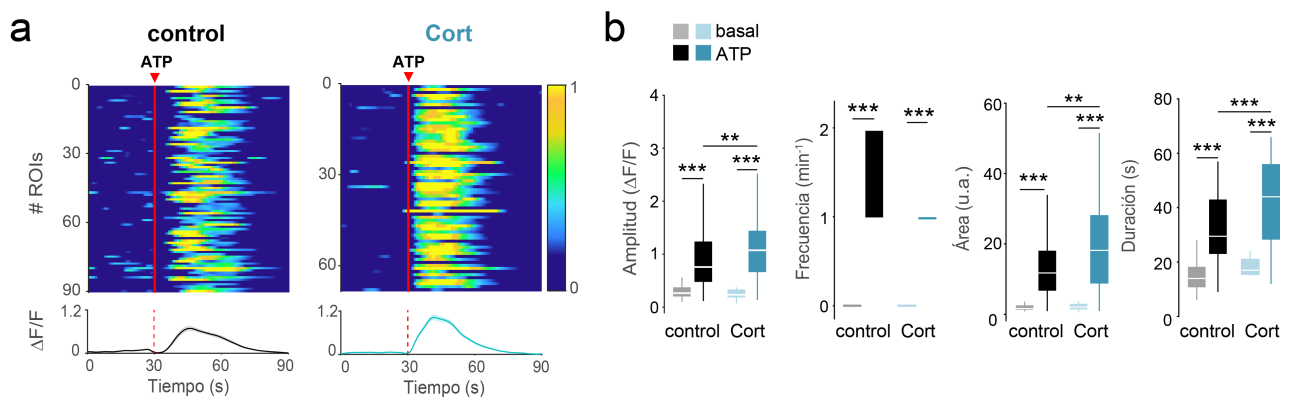 a
control
Cort
ATP
ATP
# ROIs
0
30
60
90
0
30
60
1
0
ΔF/F
1.2
0
1.2
0
0 30 60 90
0 30 60 90
Tiempo (s)
Tiempo (s)
b
basal
ATP
Amplitud (ΔF/F)
4
3
2
1
0
***
**
***
control Cort
Frecuencia (min⁻¹)
2
1
0
***
***
control Cort
Área (u.a.)
60
40
20
0
***
**
***
control Cort
Duración (s)
80
60
40
20
0
***
***
***
control Cort